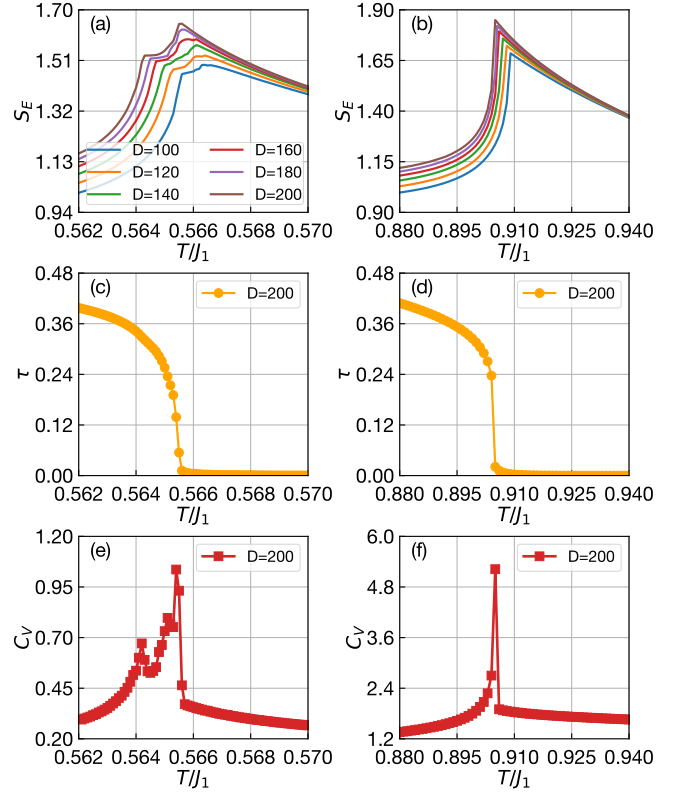 (a)
1.70
1.51
1.32
1.13
0.94
S_E
D=100
D=120
D=140
D=160
D=180
D=200
0.562 0.564 0.566 0.568 0.570
T/J₁
(b)
1.90
1.65
1.40
1.15
0.90
S_E
0.880 0.895 0.910 0.925 0.940
T/J₁
(c)
0.48
0.36
0.24
0.12
0.00
τ
D=200
0.562 0.564 0.566 0.568 0.570
T/J₁
(d)
0.48
0.36
0.24
0.12
0.00
τ
D=200
0.880 0.895 0.910 0.925 0.940
T/J₁
(e)
1.20
0.95
0.70
0.45
0.20
C_V
D=200
0.562 0.564 0.566 0.568 0.570
T/J₁
(f)
6.0
4.8
3.6
2.4
1.2
C_V
D=200
0.880 0.895 0.910 0.925 0.940
T/J₁